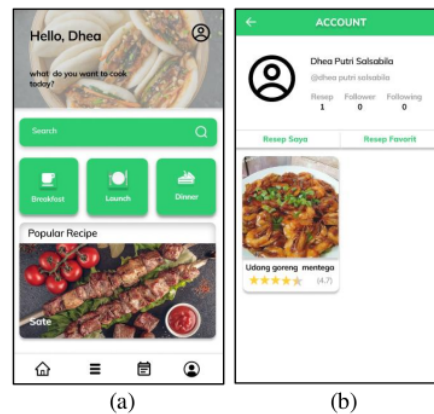 Hello, Dhea
what do you want to cook
today?
Search
Breakfast
Launch
Dinner
Popular Recipe
Sate
(a)
ACCOUNT
Dhea Putri Salsabila
@dhea putri salsabila
Resep Follower Following
1 0 0
Resep Saya Resep Favorit
Udang goreng mentega
(4.7)
(b)